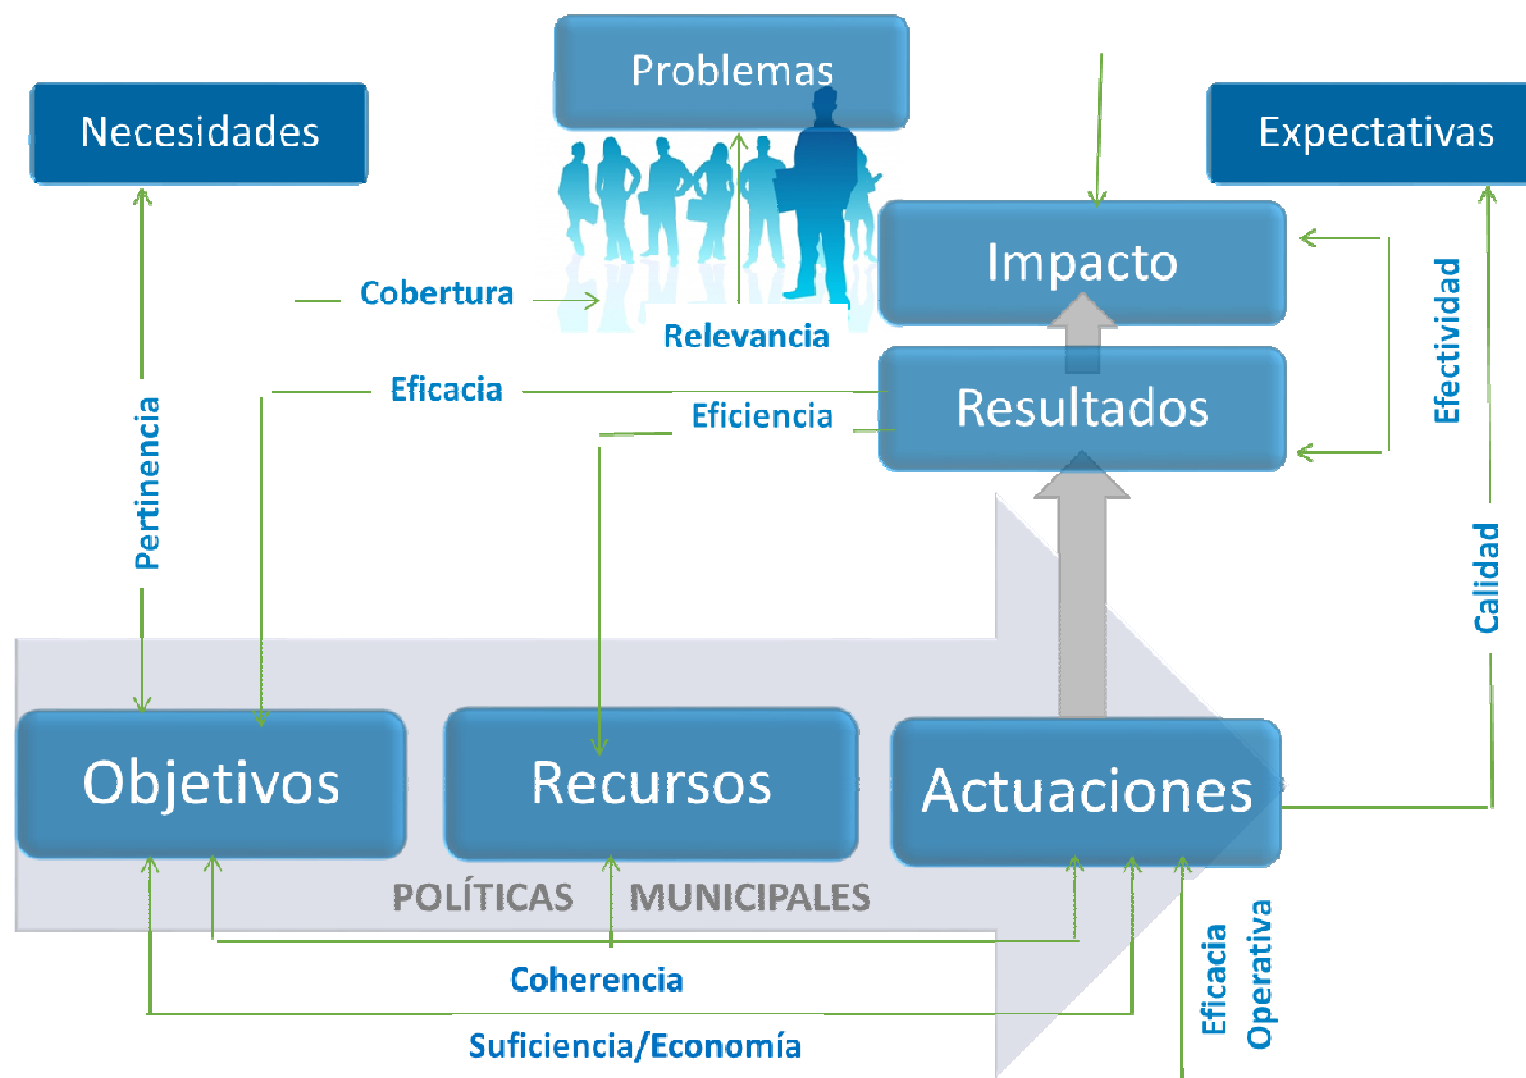 Problemas
Necesidades
Expectativas
Impacto
Cobertura
Relevancia
Eficacia
Eficiencia
Resultados
Efectividad
Pertinencia
Calidad
Objetivos
Recursos
Actuaciones
POLÍTICAS MUNICIPALES
Coherencia
Suficiencia/Economía
Eficacia
Operativa